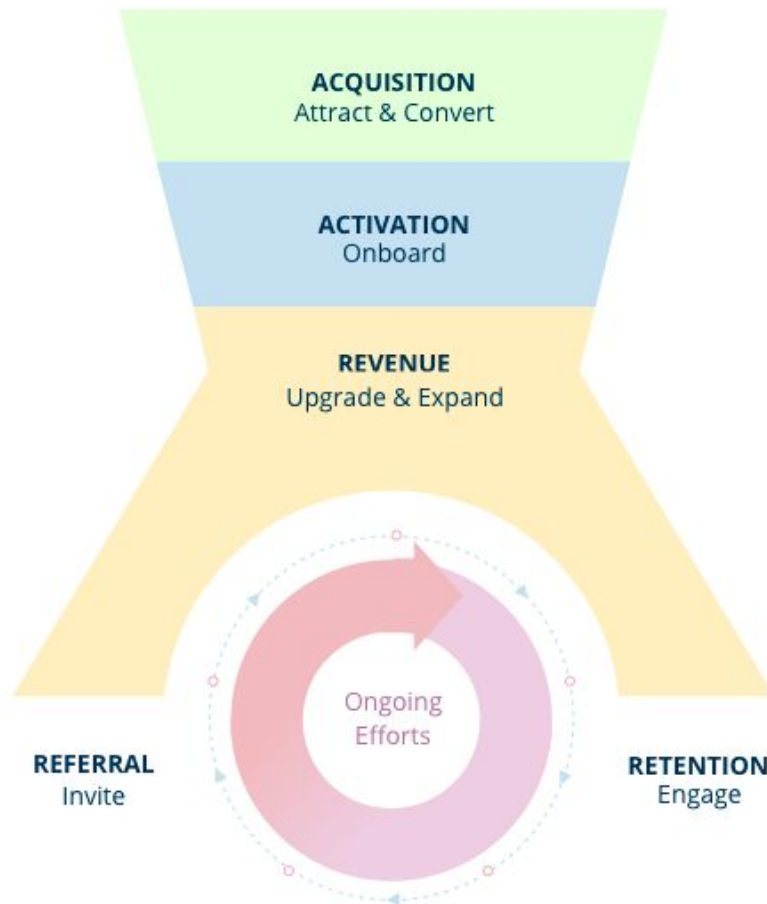 ACQUISITION
Attract & Convert
ACTIVATION
Onboard
REVENUE
Upgrade & Expand
Ongoing
Efforts
REFERRAL
Invite
RETENTION
Engage